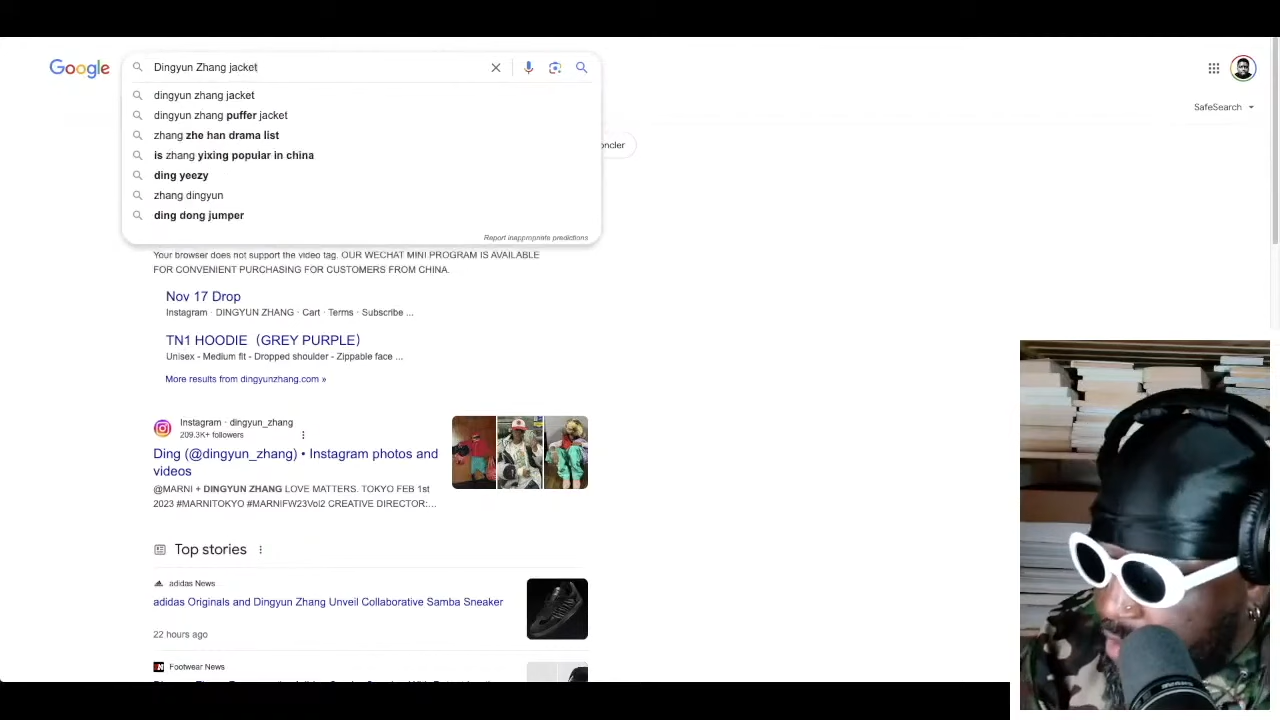 Google
Dingyun Zhang jacket
dingyun zhang jacket
dingyun zhang puffer jacket
zhang zhe han drama list
is zhang yixing popular in china
ding yeezy
zhang dingyun
ding dong jumper
Report inappropriate predictions
SafeSearch
oncler
Your browser does not support the video tag. OUR WECHAT MINI PROGRAM IS AVAILABLE
FOR CONVENIENT PURCHASING FOR CUSTOMERS FROM CHINA.
Nov 17 Drop
Instagram · DINGYUN ZHANG · Cart · Terms · Subscribe ...
TN1 HOODIE（GREY PURPLE）
Unisex - Medium fit - Dropped shoulder - Zippable face ...
More results from dingyunzhang.com »
Instagram · dingyun_zhang
209.3K+ followers
Ding (@dingyun_zhang) • Instagram photos and
videos
@MARNI + DINGYUN ZHANG LOVE MATTERS. TOKYO FEB 1st
2023 #MARNITOKYO #MARNIFW23Vol2 CREATIVE DIRECTOR:...
Top stories
adidas News
adidas Originals and Dingyun Zhang Unveil Collaborative Samba Sneaker
22 hours ago
Footwear News